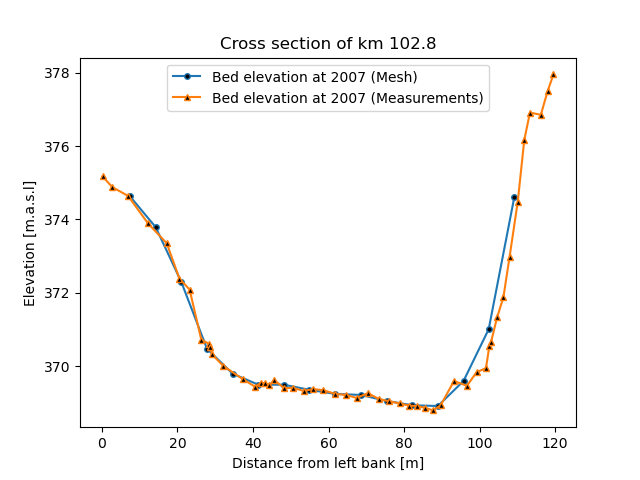 Cross section of km 102.8
Bed elevation at 2007 (Mesh)
Bed elevation at 2007 (Measurements)
Elevation [m.a.s.l]
378
376
374
372
370
0 20 40 60 80 100 120
Distance from left bank [m]